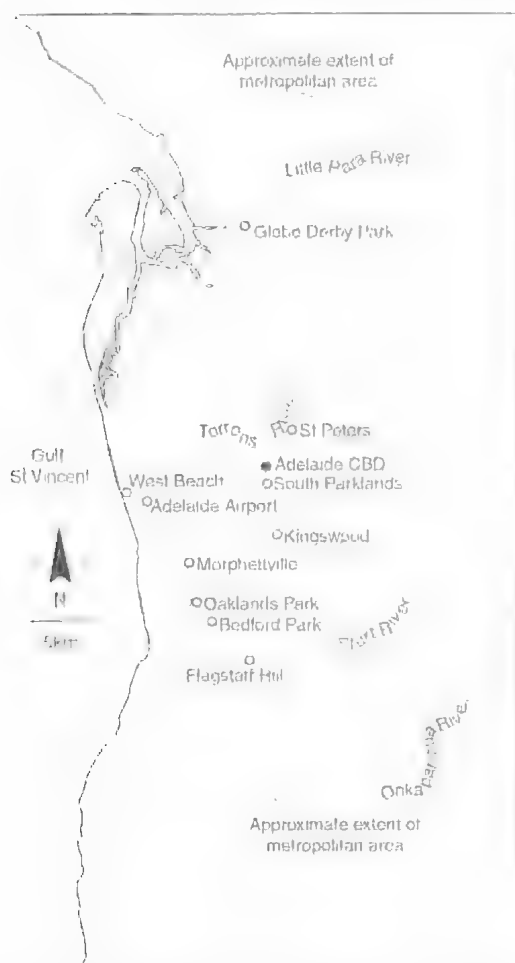 Approximate extent of
metropolitan area
Little Para River
Globe Derby Park
Torrens
St Peters
Adelaide CBD
South Parklands
Gulf
St Vincent
West Beach
Adelaide Airport
Kingswood
Morphettville
N
Oaklands Park
Bedford Park
5km
River
Flagstaff Hill
River
Approximate extent of
metropolitan area